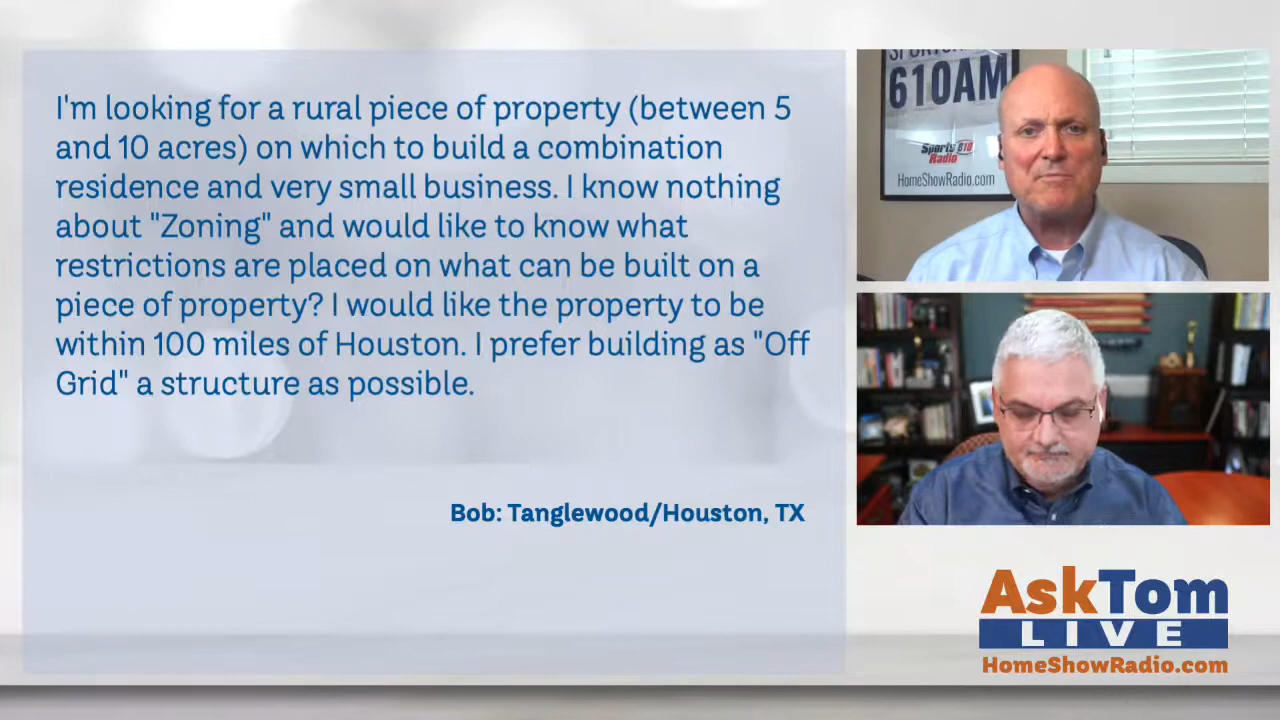 I'm looking for a rural piece of property (between 5
and 10 acres) on which to build a combination
residence and very small business. I know nothing
about "Zoning" and would like to know what
restrictions are placed on what can be built on a
piece of property? I would like the property to be
within 100 miles of Houston. I prefer building as "Off
Grid" a structure as possible.
Bob: Tanglewood/Houston, TX
610AM
Sports 610
Radio
HomeShowRadio.com
AskTom
LIVE
HomeShowRadio.com